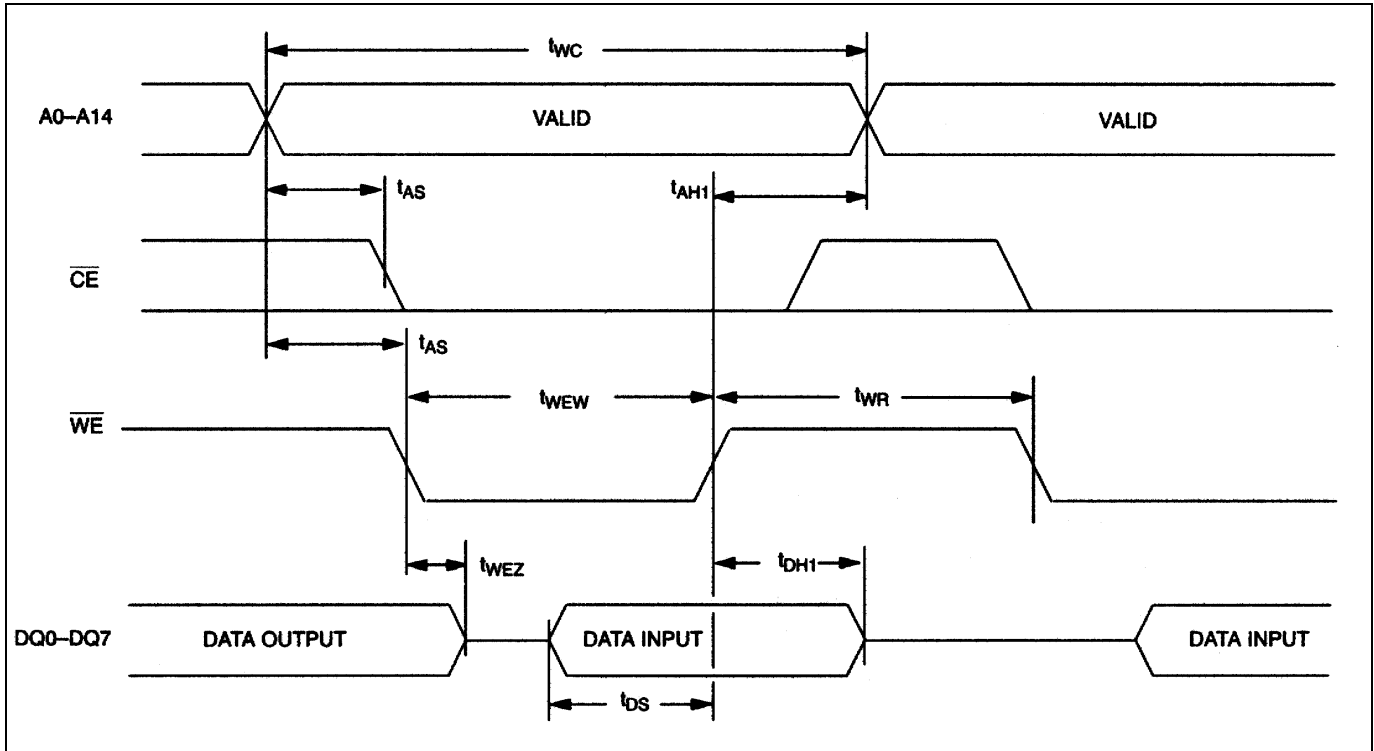 tWC
A0–A14
VALID
VALID
tAS
tAH1
CE
tAS
tWEW
tWR
WE
tWEZ
tDH1
DQ0–DQ7
DATA OUTPUT
DATA INPUT
DATA INPUT
tDS